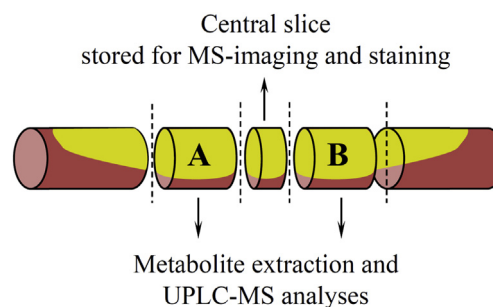 Central slice
stored for MS-imaging and staining
A
B
Metabolite extraction and
UPLC-MS analyses